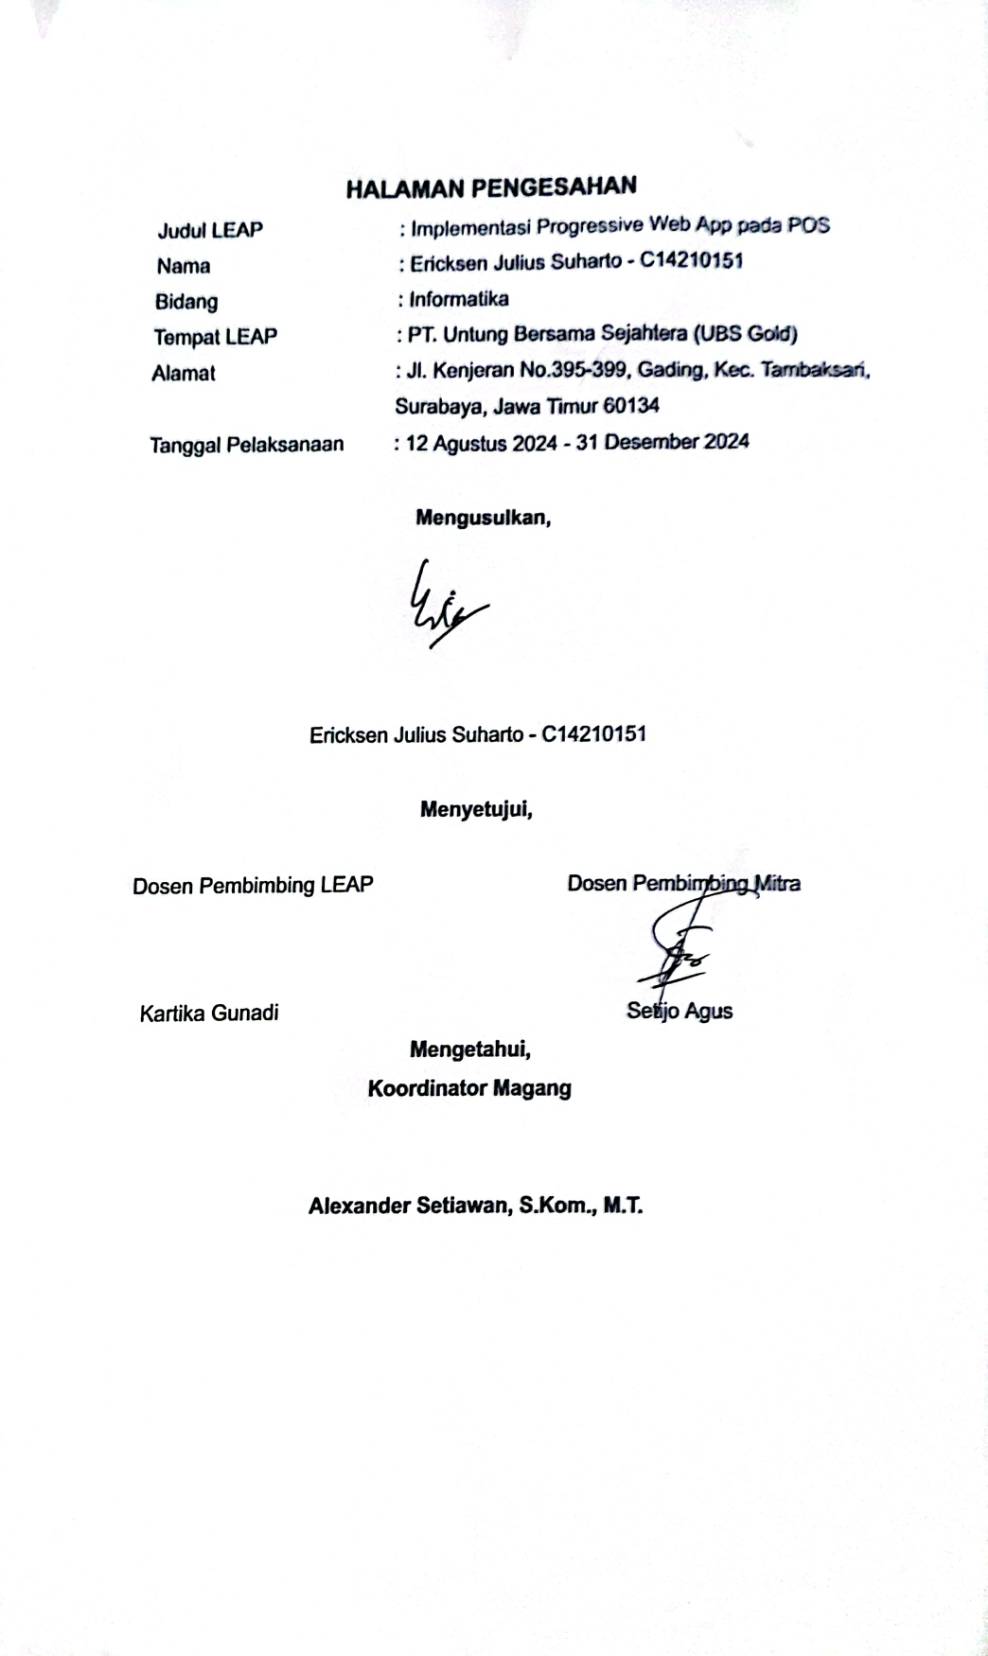 HALAMAN PENGESAHAN
Judul LEAP : Implementasi Progressive Web App pada POS
Nama : Ericksen Julius Suharto - C14210151
Bidang : Informatika
Tempat LEAP : PT. Untung Bersama Sejahtera (UBS Gold)
Alamat : Jl. Kenjeran No.395-399, Gading, Kec. Tambaksari,
Surabaya, Jawa Timur 60134
Tanggal Pelaksanaan : 12 Agustus 2024 - 31 Desember 2024
Mengusulkan,
Ericksen Julius Suharto - C14210151
Menyetujui,
Dosen Pembimbing LEAP Dosen Pembimbing Mitra
Kartika Gunadi Setijo Agus
Mengetahui,
Koordinator Magang
Alexander Setiawan, S.Kom., M.T.